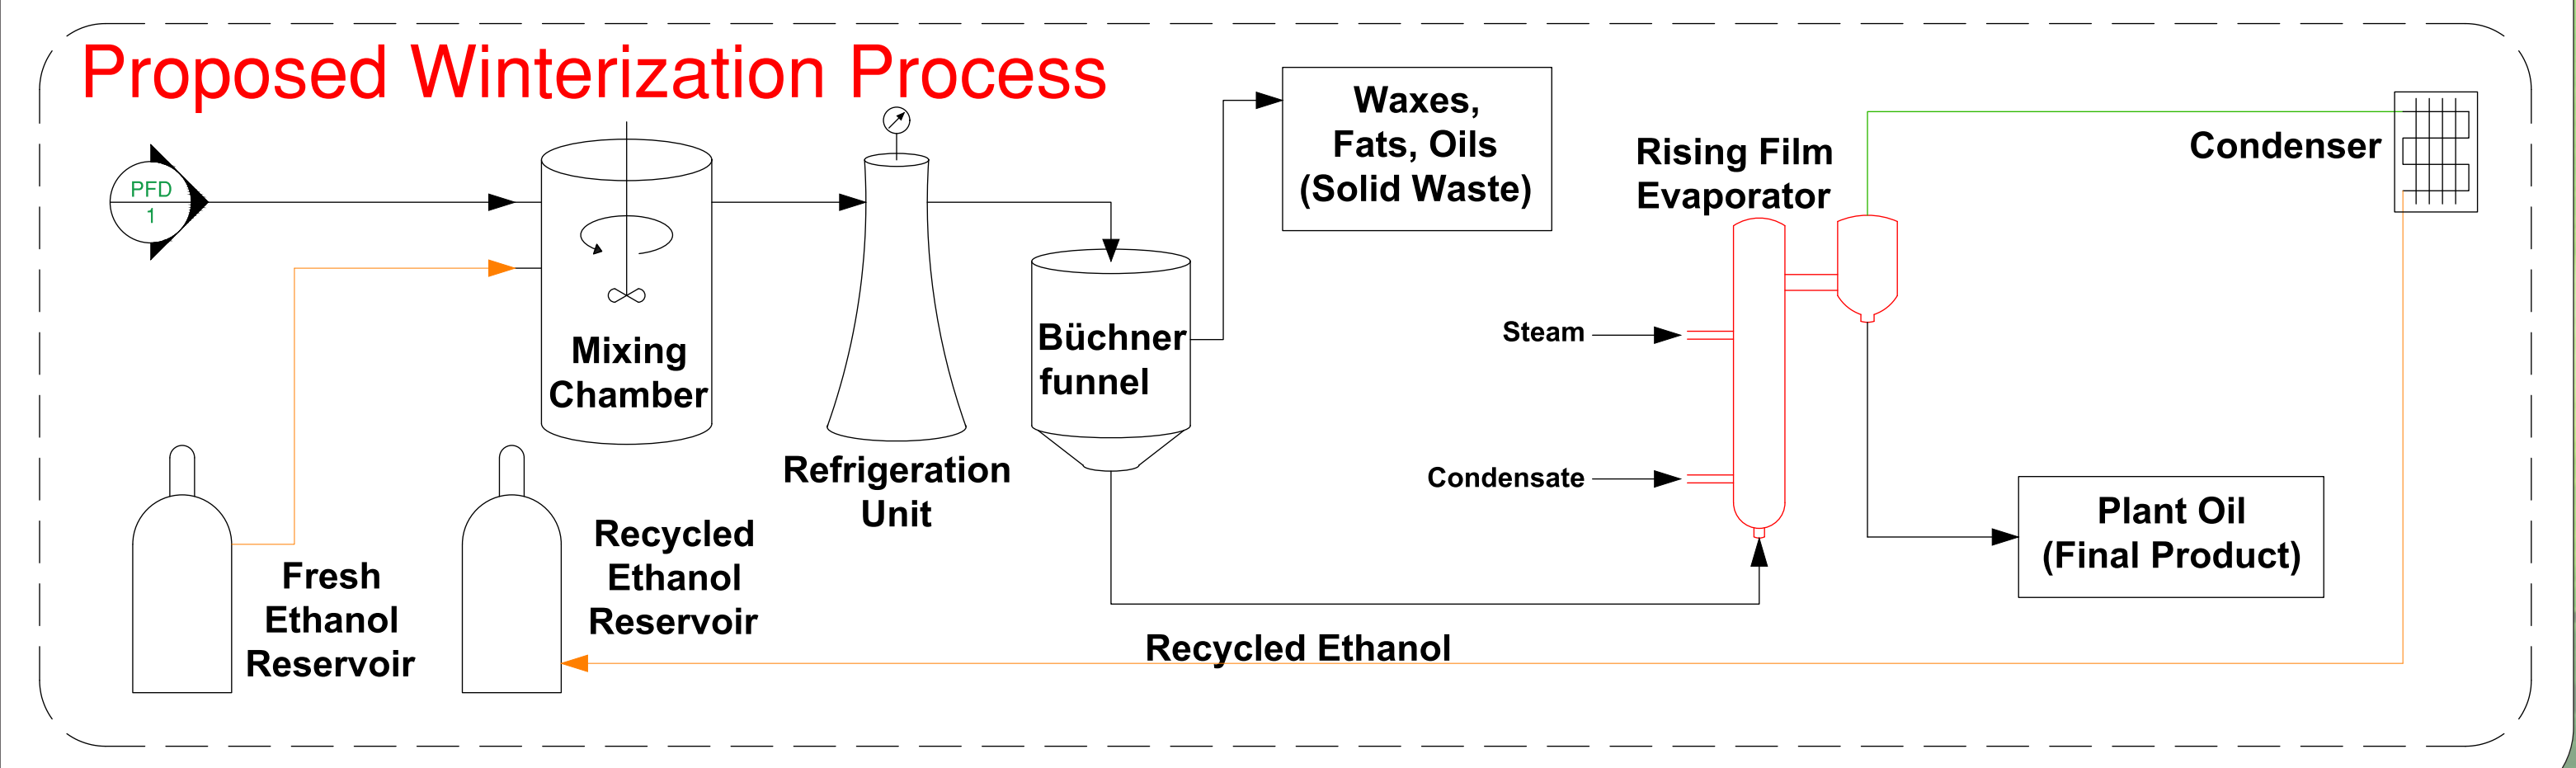 Proposed Winterization Process
PFD
1
Mixing
Chamber
Refrigeration
Unit
Büchner
funnel
Waxes,
Fats, Oils
(Solid Waste)
Rising Film
Evaporator
Condenser
Steam
Condensate
Plant Oil
(Final Product)
Fresh
Ethanol
Reservoir
Recycled
Ethanol
Reservoir
Recycled Ethanol